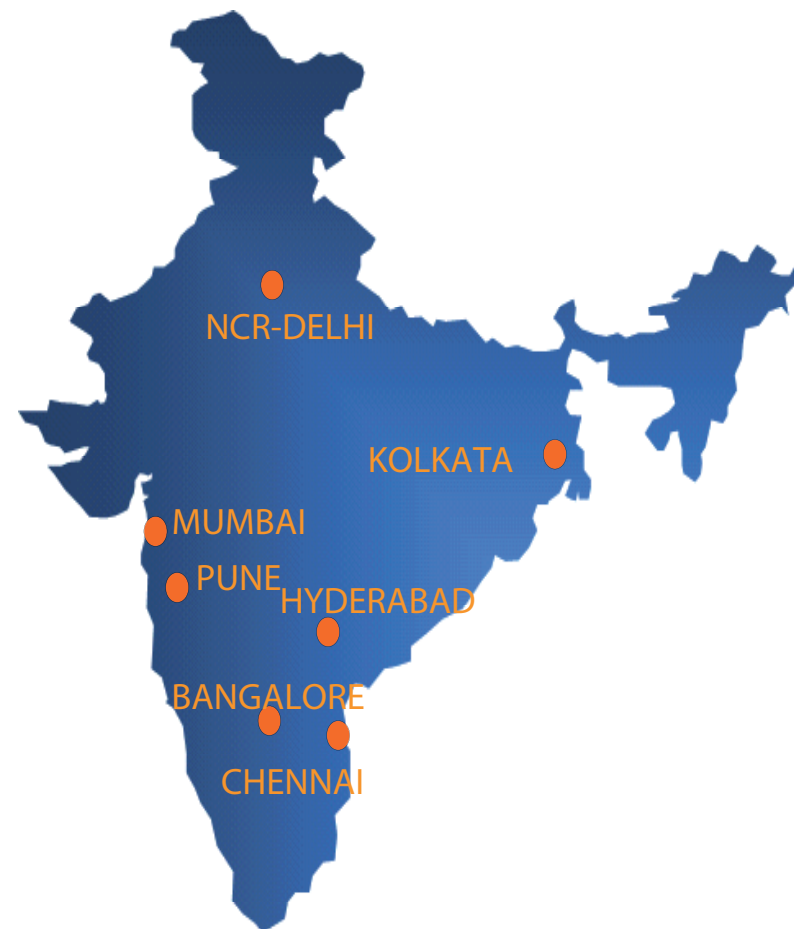 NCR-DELHI
KOLKATA
MUMBAI
PUNE
HYDERABAD
BANGALORE
CHENNAI